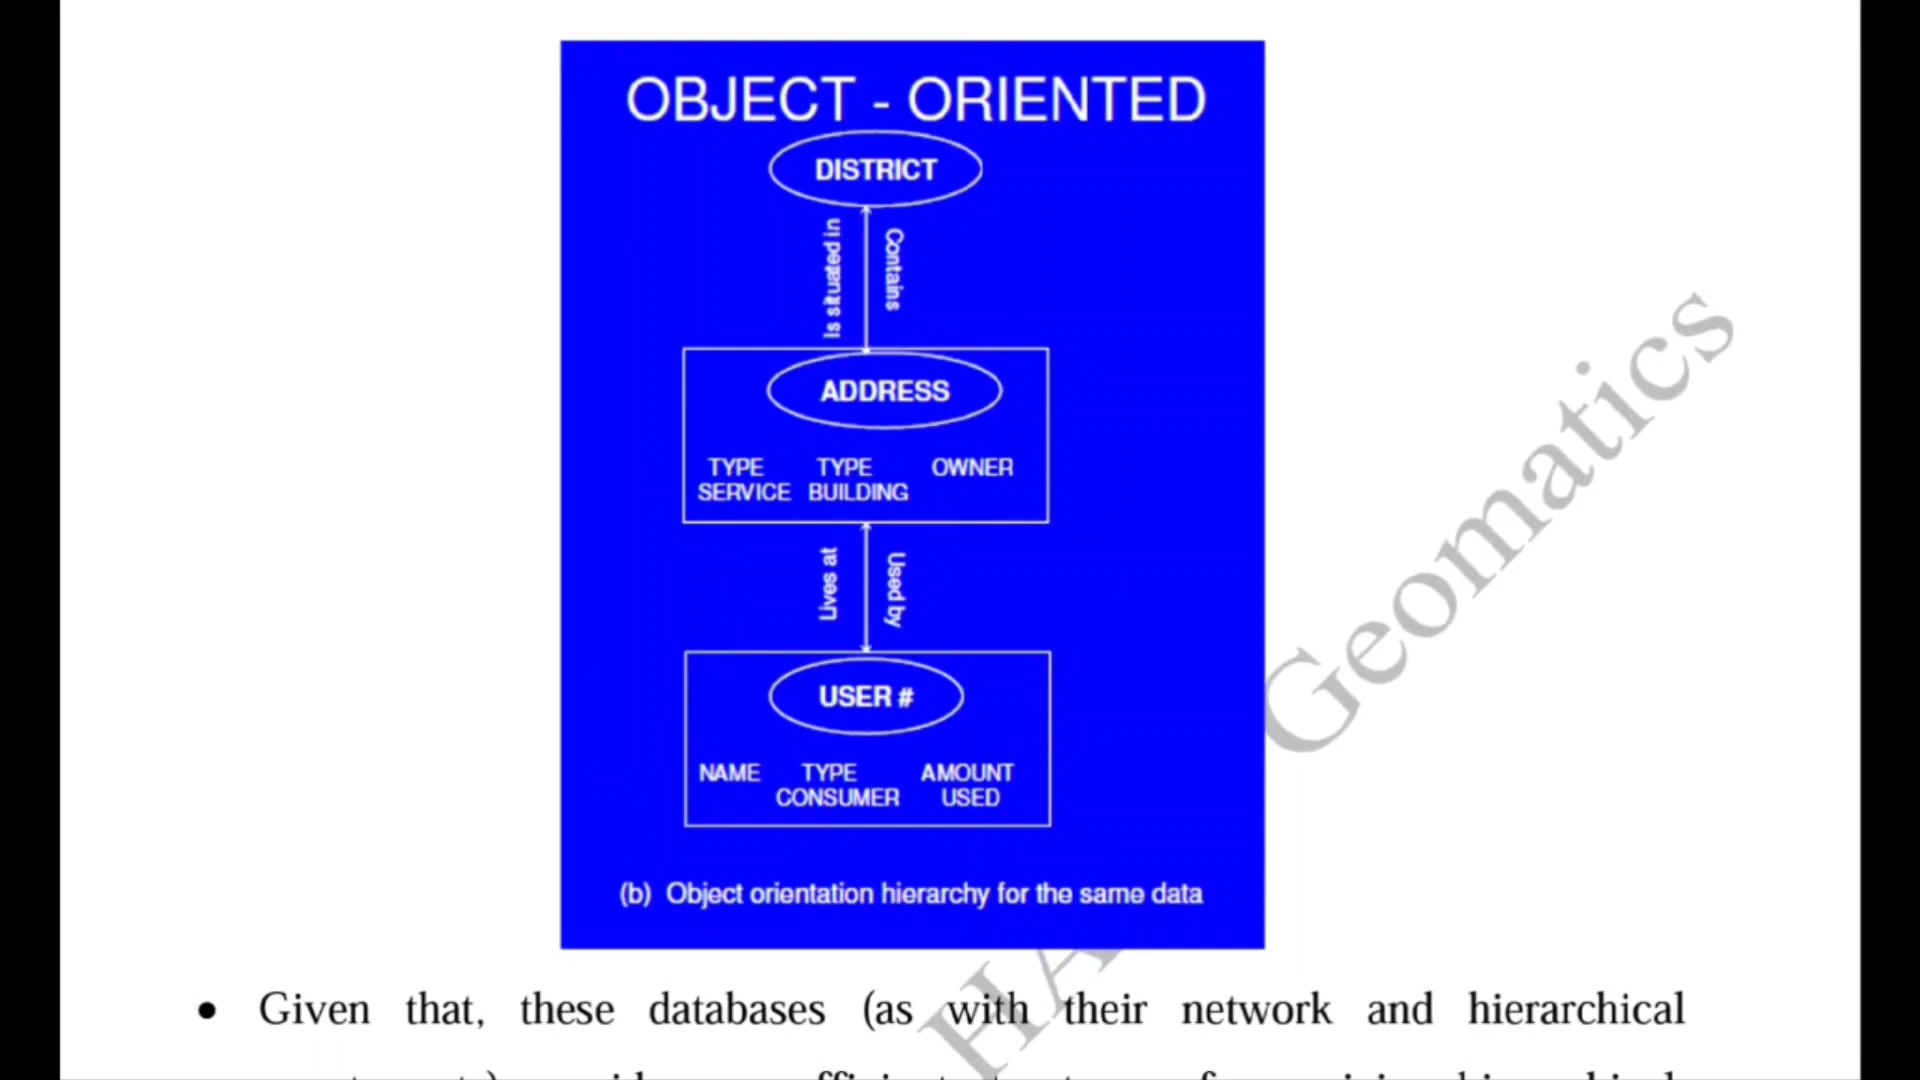 OBJECT - ORIENTED
DISTRICT
Is situated in
Contains
ADDRESS
TYPE SERVICE
TYPE BUILDING
OWNER
Lives at
Used by
USER #
NAME
TYPE CONSUMER
AMOUNT USED
(b) Object orientation hierarchy for the same data
Geomatics
• Given that, these databases (as with their network and hierarchical